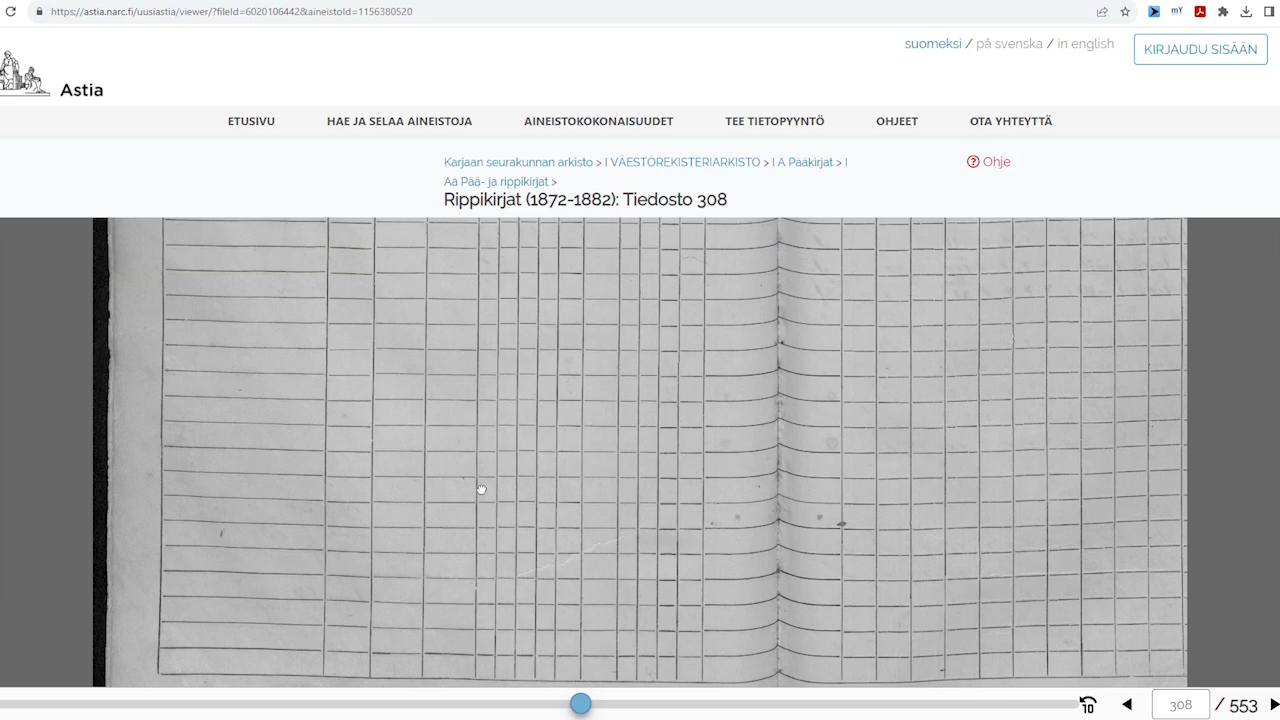 https://astia.narc.fi/uusiastia/viewer/?fileId=6020106442&aineistoId=1156380520
mY
suomeksi / på svenska / in english
KIRJAUDU SISÄÄN
Astia
ETUSIVU HAE JA SELAA AINEISTOJA AINEISTOKOKONAISUUDET TEE TIETOPYYNTÖ OHJEET OTA YHTEYTTÄ
Karjaan seurakunnan arkisto > I VÄESTÖREKISTERIARKISTO > I A Pääkirjat > I
Aa Pää- ja rippikirjat >
? Ohje
Rippikirjat (1872-1882): Tiedosto 308
10
308 / 553